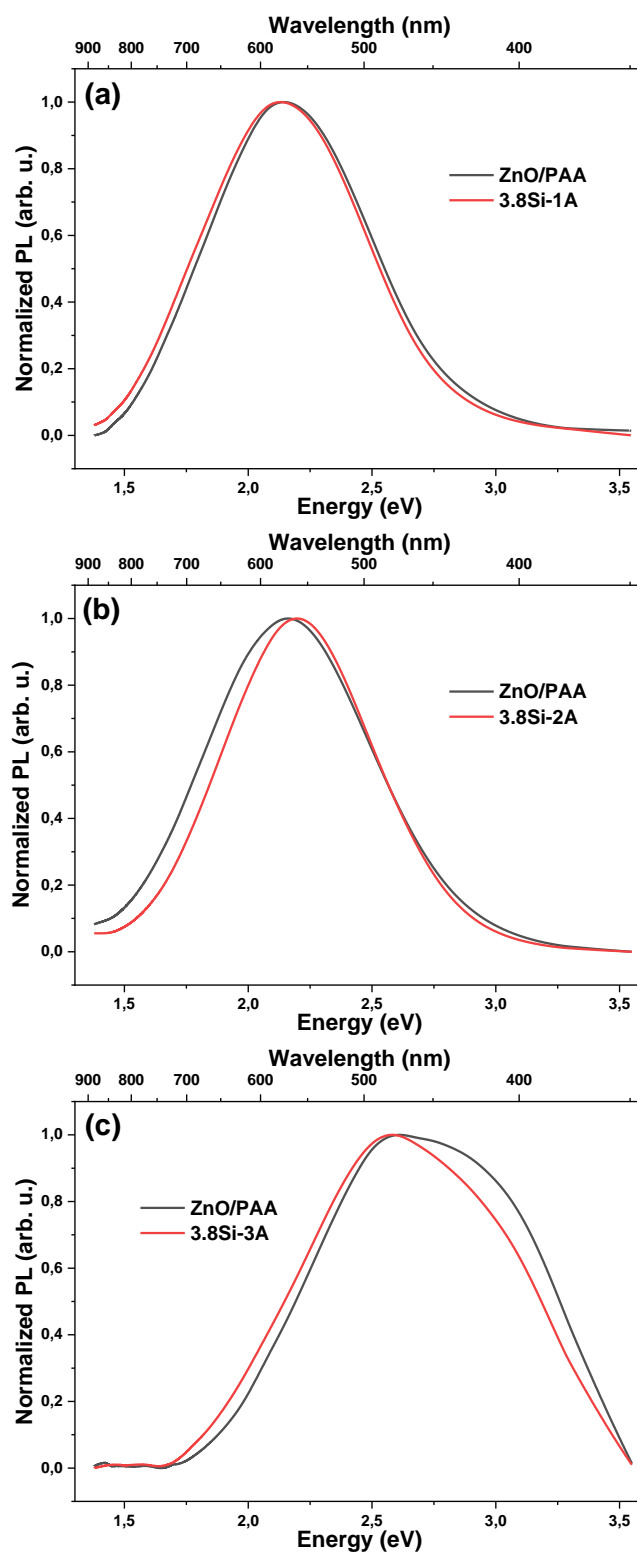 Wavelength (nm)
900 800 700 600 500 400
(a)
1,0
ZnO/PAA
3.8Si-1A
0,8
0,6
0,4
0,2
0,0
Normalized PL (arb. u.)
1,5 2,0 2,5 3,0 3,5
Energy (eV)
Wavelength (nm)
900 800 700 600 500 400
(b)
1,0
ZnO/PAA
3.8Si-2A
0,8
0,6
0,4
0,2
0,0
Normalized PL (arb. u.)
1,5 2,0 2,5 3,0 3,5
Energy (eV)
Wavelength (nm)
900 800 700 600 500 400
(c)
1,0
ZnO/PAA
3.8Si-3A
0,8
0,6
0,4
0,2
0,0
Normalized PL (arb. u.)
1,5 2,0 2,5 3,0 3,5
Energy (eV)